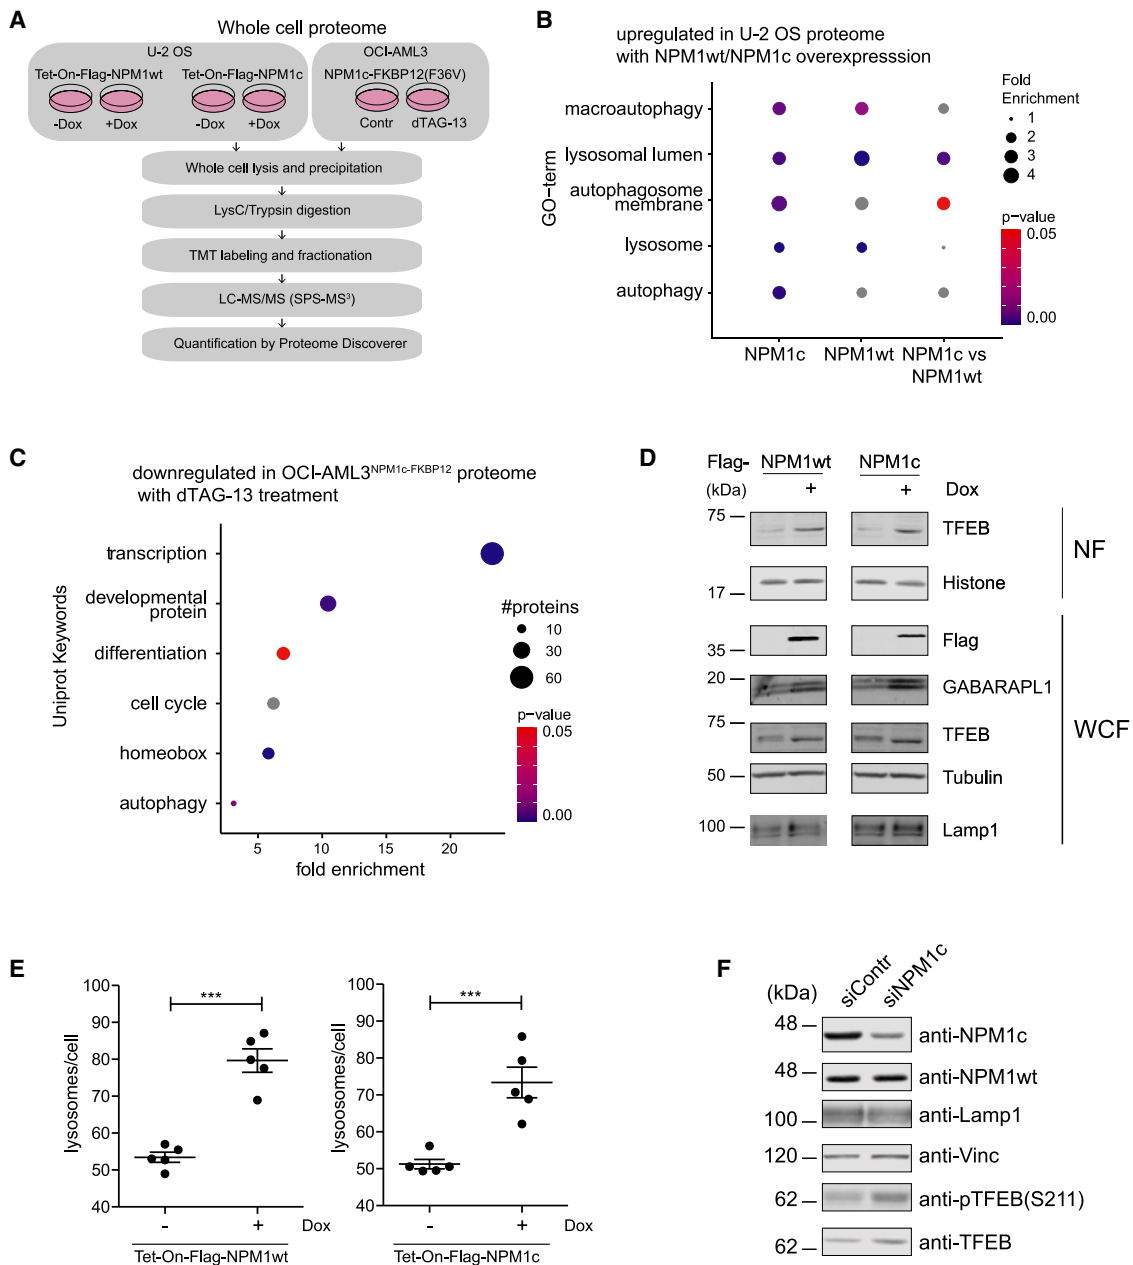 A
Whole cell proteome
U-2 OS
OCI-AML3
Tet-On-Flag-NPM1wt
Tet-On-Flag-NPM1c
NPM1c-FKBP12(F36V)
-Dox
+Dox
-Dox
+Dox
Contr
dTAG-13
Whole cell lysis and precipitation
LysC/Trypsin digestion
TMT labeling and fractionation
LC-MS/MS (SPS-MS³)
Quantification by Proteome Discoverer
B
upregulated in U-2 OS proteome
with NPM1wt/NPM1c overexpresssion
GO-term
macroautophagy
lysosomal lumen
autophagosome
membrane
lysosome
autophagy
NPM1c
NPM1wt
NPM1c vs
NPM1wt
Fold
Enrichment
1
2
3
4
p-value
0.05
0.00
C
downregulated in OCI-AML3NPM1c-FKBP12 proteome
with dTAG-13 treatment
Uniprot Keywords
transcription
developmental
protein
differentiation
cell cycle
homeobox
autophagy
5
10
15
20
fold enrichment
#proteins
10
30
60
p-value
0.05
0.00
D
Flag-
NPM1wt
NPM1c
(kDa)
+
+
Dox
75
TFEB
17
Histone
NF
35
Flag
20
GABARAPL1
75
TFEB
50
Tubulin
100
Lamp1
WCF
E
lysosomes/cell
100
90
80
70
60
50
40
***
-
+
Dox
Tet-On-Flag-NPM1wt
lysoosomes/cell
100
90
80
70
60
50
40
***
-
+
Dox
Tet-On-Flag-NPM1c
F
(kDa)
siContr
siNPM1c
48
anti-NPM1c
48
anti-NPM1wt
100
anti-Lamp1
120
anti-Vinc
62
anti-pTFEB(S211)
62
anti-TFEB